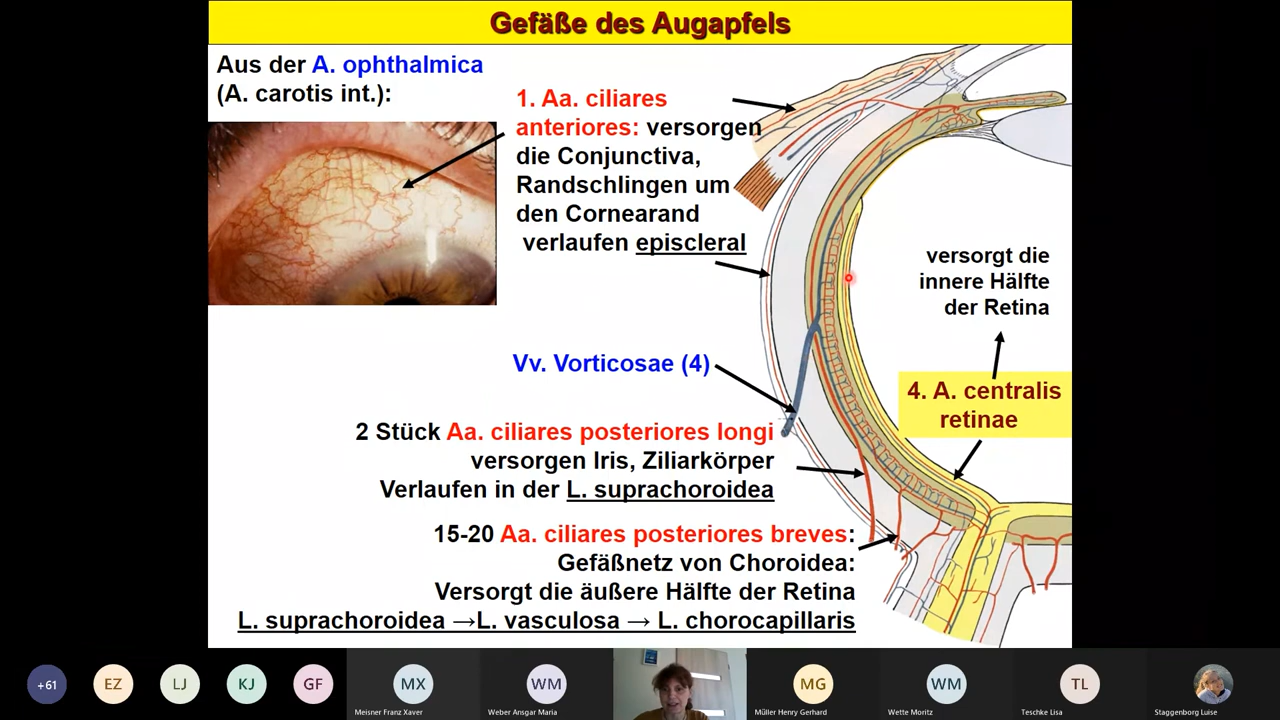 Gefäße des Augapfels
Aus der A. ophthalmica
(A. carotis int.):
1. Aa. ciliares
anteriores: versorgen
die Conjunctiva,
Randschlingen um
den Cornearand
verlaufen episcleral
versorgt die
innere Hälfte
der Retina
Vv. Vorticosae (4)
4. A. centralis
retinae
2 Stück Aa. ciliares posteriores longi
versorgen Iris, Ziliarkörper
Verlaufen in der L. suprachoroidea
15-20 Aa. ciliares posteriores breves:
Gefäßnetz von Choroidea:
Versorgt die äußere Hälfte der Retina
L. suprachoroidea →L. vasculosa → L. chorocapillaris
+61
EZ
LJ
KJ
GF
MX
Meisner Franz Xaver
WM
Weber Ansgar Maria
MG
Müller Henry Gerhard
WM
Wette Moritz
TL
Teschke Lisa
Staggenborg Luise